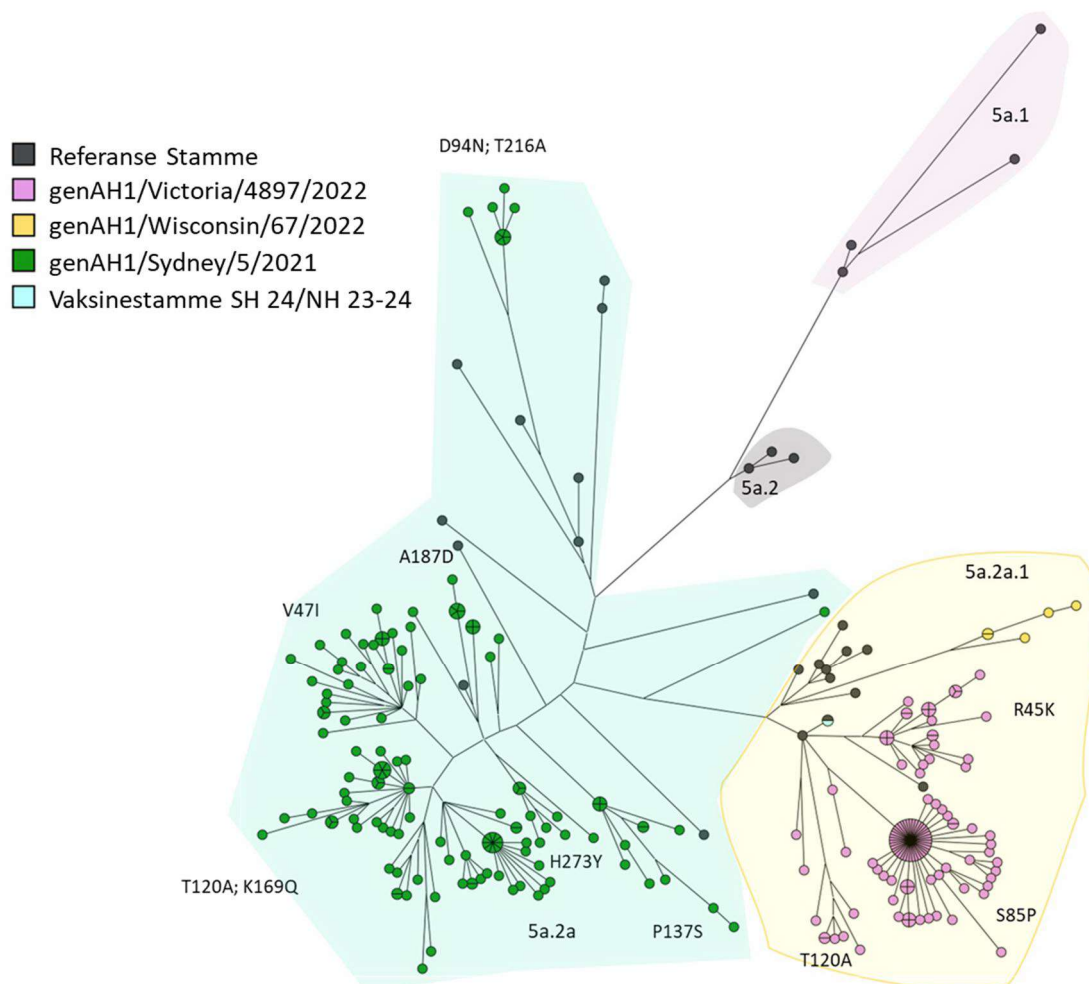 5a.1
D94N; T216A
Referanse Stamme
genAH1/Victoria/4897/2022
genAH1/Wisconsin/67/2022
genAH1/Sydney/5/2021
Vaksinestamme SH 24/NH 23-24
5a.2
A187D
5a.2a.1
V47I
R45K
H273Y
T120A; K169Q
S85P
5a.2a
P137S
T120A